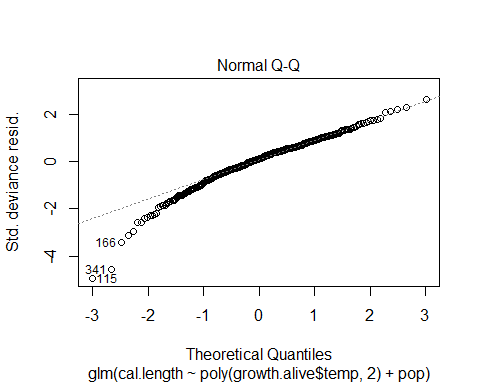 Normal Q-Q
Std. deviance resid.
2
0
-2
-4
166
341
115
-3 -2 -1 0 1 2 3
Theoretical Quantiles
glm(cal.length ~ poly(growth.alive$temp, 2) + pop)